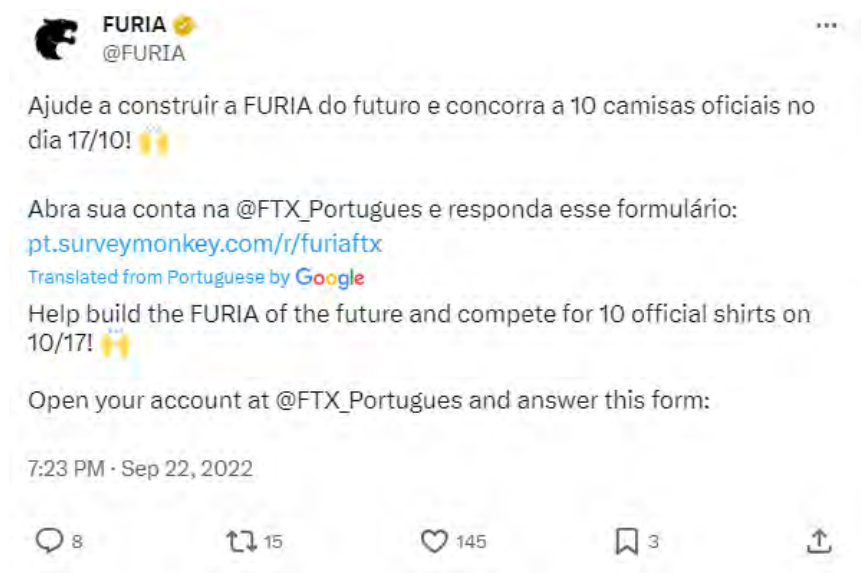 FURIA
@FURIA
Ajude a construir a FURIA do futuro e concorra a 10 camisas oficiais no
dia 17/10! 🙌
Abra sua conta na @FTX_Portugues e responda esse formulário:
pt.surveymonkey.com/r/furiaftx
Translated from Portuguese by Google
Help build the FURIA of the future and compete for 10 official shirts on
10/17! 🙌
Open your account at @FTX_Portugues and answer this form:
7:23 PM · Sep 22, 2022
8 15 145 3